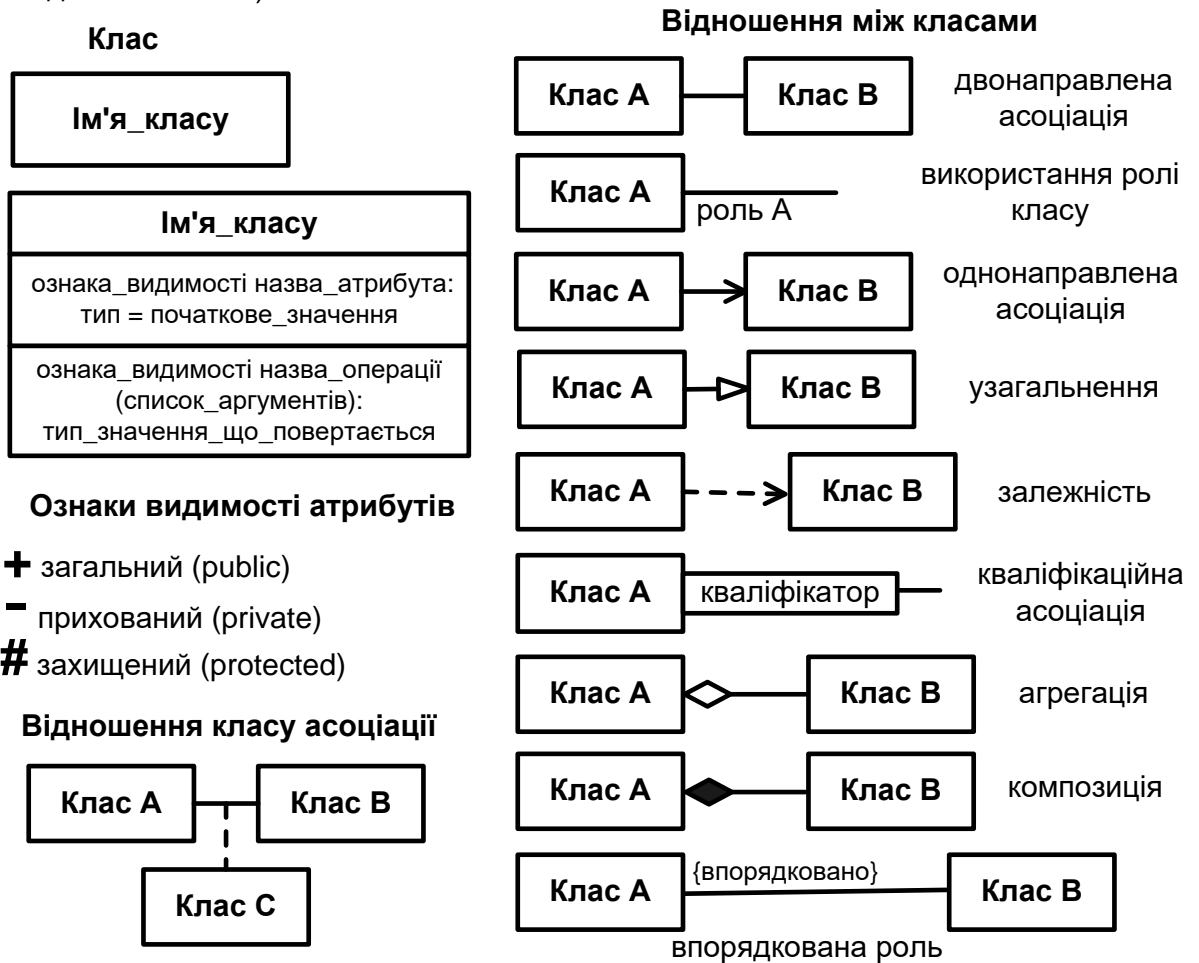 Клас
Ім'я_класу
Ім'я_класу
ознака_видимості назва_атрибута:
тип = початкове_значення
ознака_видимості назва_операції
(список_аргументів):
тип_значення_що_повертається
Ознаки видимості атрибутів
+ загальний (public)
- прихований (private)
# захищений (protected)
Відношення класу асоціації
Клас A
Клас B
Клас C
Відношення між класами
Клас A
Клас B
двонаправлена
асоціація
Клас A
роль A
використання ролі
класу
Клас A
Клас B
однонаправлена
асоціація
Клас A
Клас B
узагальнення
Клас A
Клас B
залежність
Клас A
кваліфікатор
кваліфікаційна
асоціація
Клас A
Клас B
агрегація
Клас A
Клас B
композиція
Клас A
{впорядковано}
Клас B
впорядкована роль